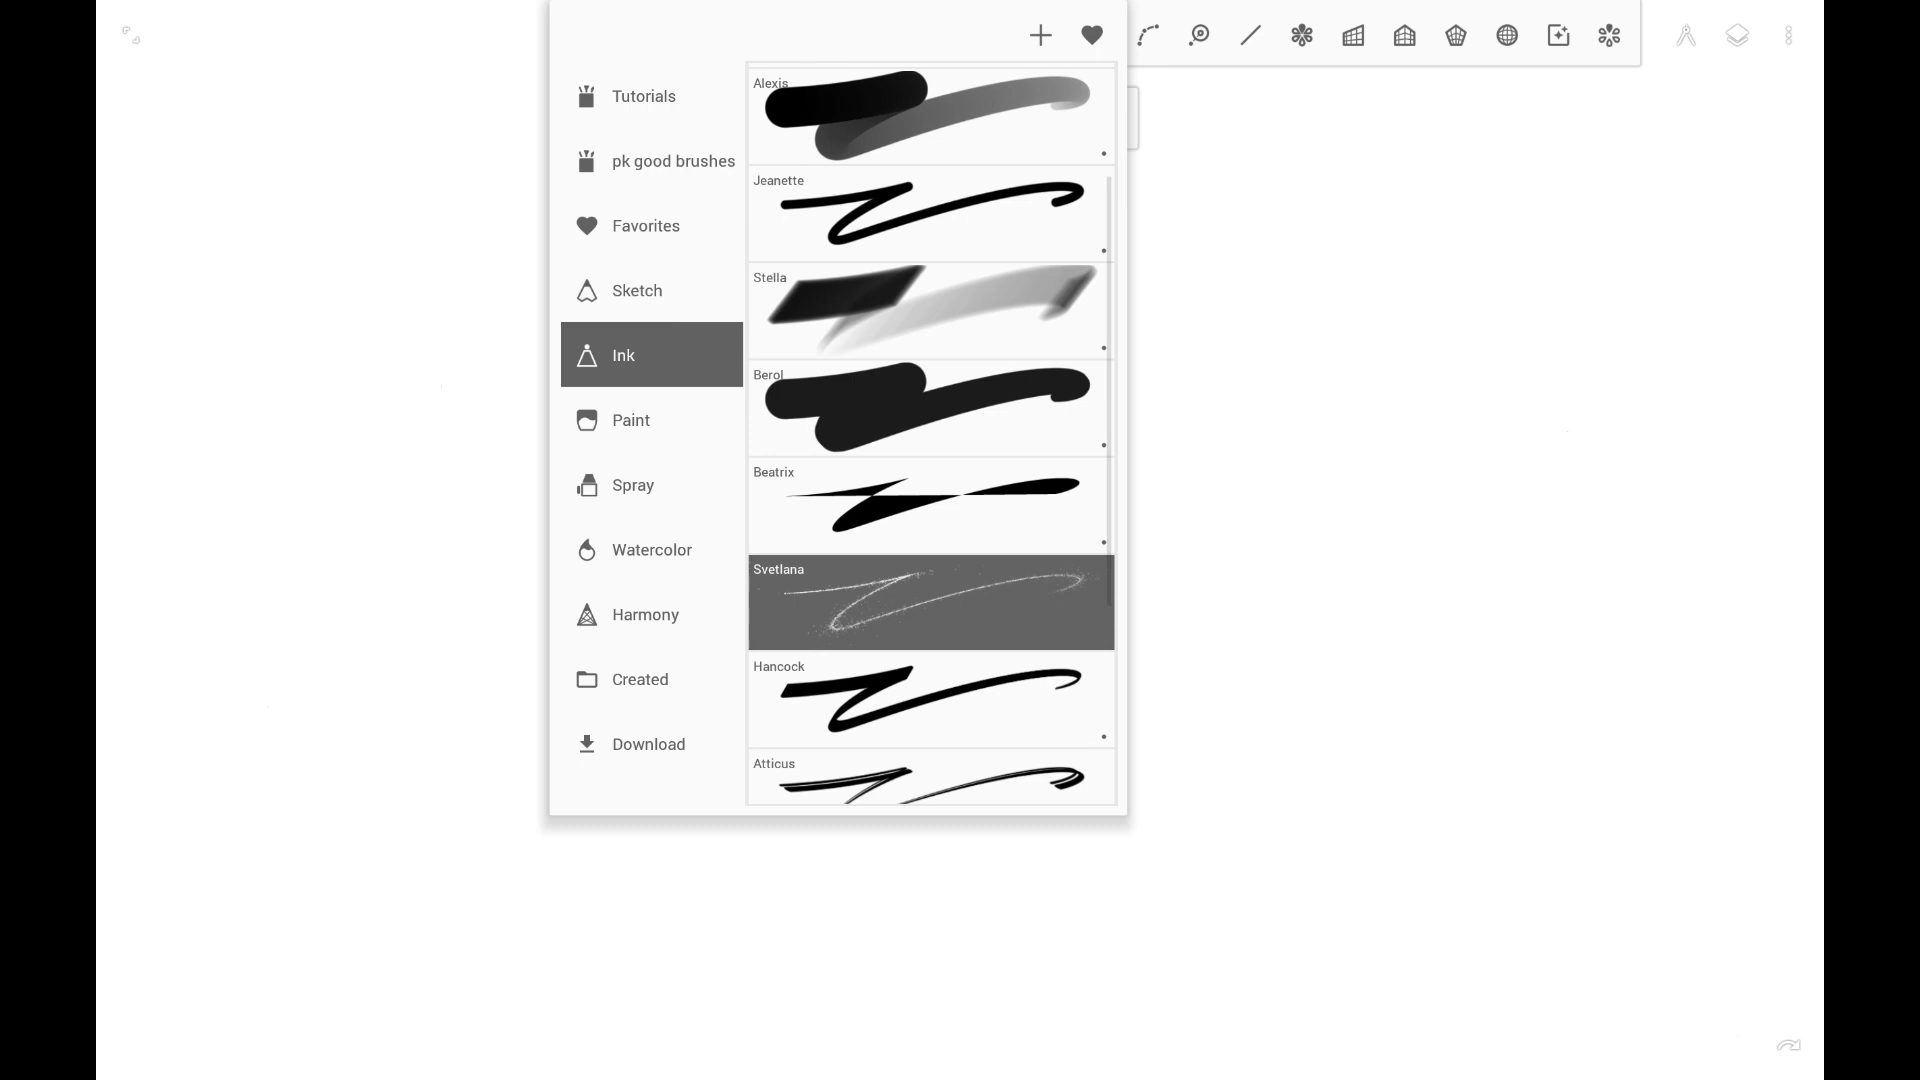 Tutorials
pk good brushes
Favorites
Sketch
Ink
Paint
Spray
Watercolor
Harmony
Created
Download
Alexis
Jeanette
Stella
Berol
Beatrix
Svetlana
Hancock
Atticus